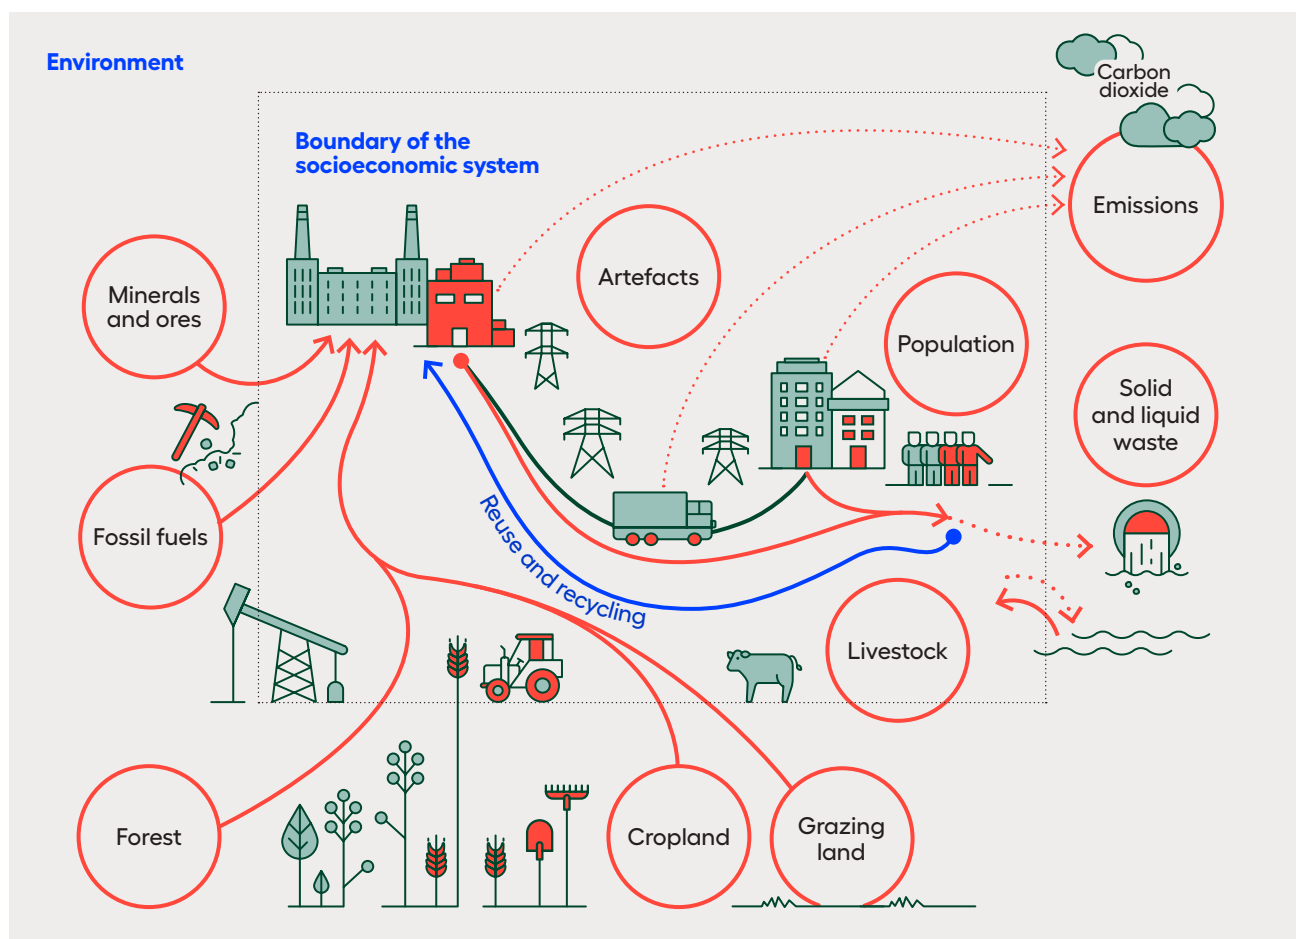 Environment
Carbon
dioxide
Boundary of the
socioeconomic system
Emissions
Artefacts
Minerals
and ores
Population
Solid
and liquid
waste
Fossil fuels
Reuse and recycling
Livestock
Forest
Cropland
Grazing
land